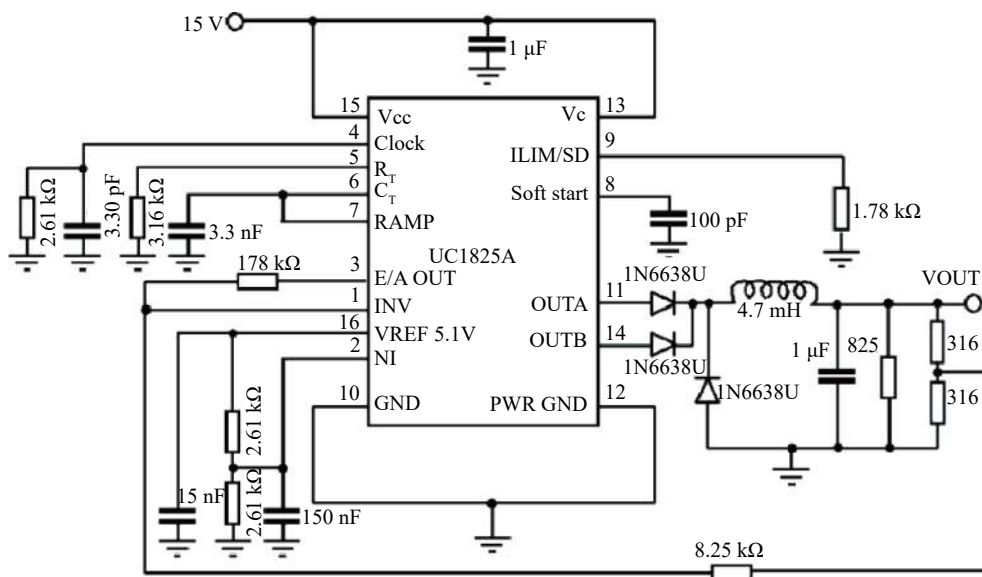 15 V
1 μF
15
Vcc
Vc
13
4
Clock
9
ILIM/SD
5
R_T
6
C_T
8
Soft start
7
RAMP
2.61 kΩ
3.30 pF
3.16 kΩ
3.3 nF
100 pF
1.78 kΩ
UC1825A
178 kΩ
3
E/A OUT
1
INV
1N6638U
VOUT
OUTA
11
4.7 mH
16
VREF 5.1V
OUTB
14
2
NI
1N6638U
1 μF
825
316
1N6638U
316
10
GND
PWR GND
12
2.61 kΩ
15 nF
2.61 kΩ
150 nF
8.25 kΩ